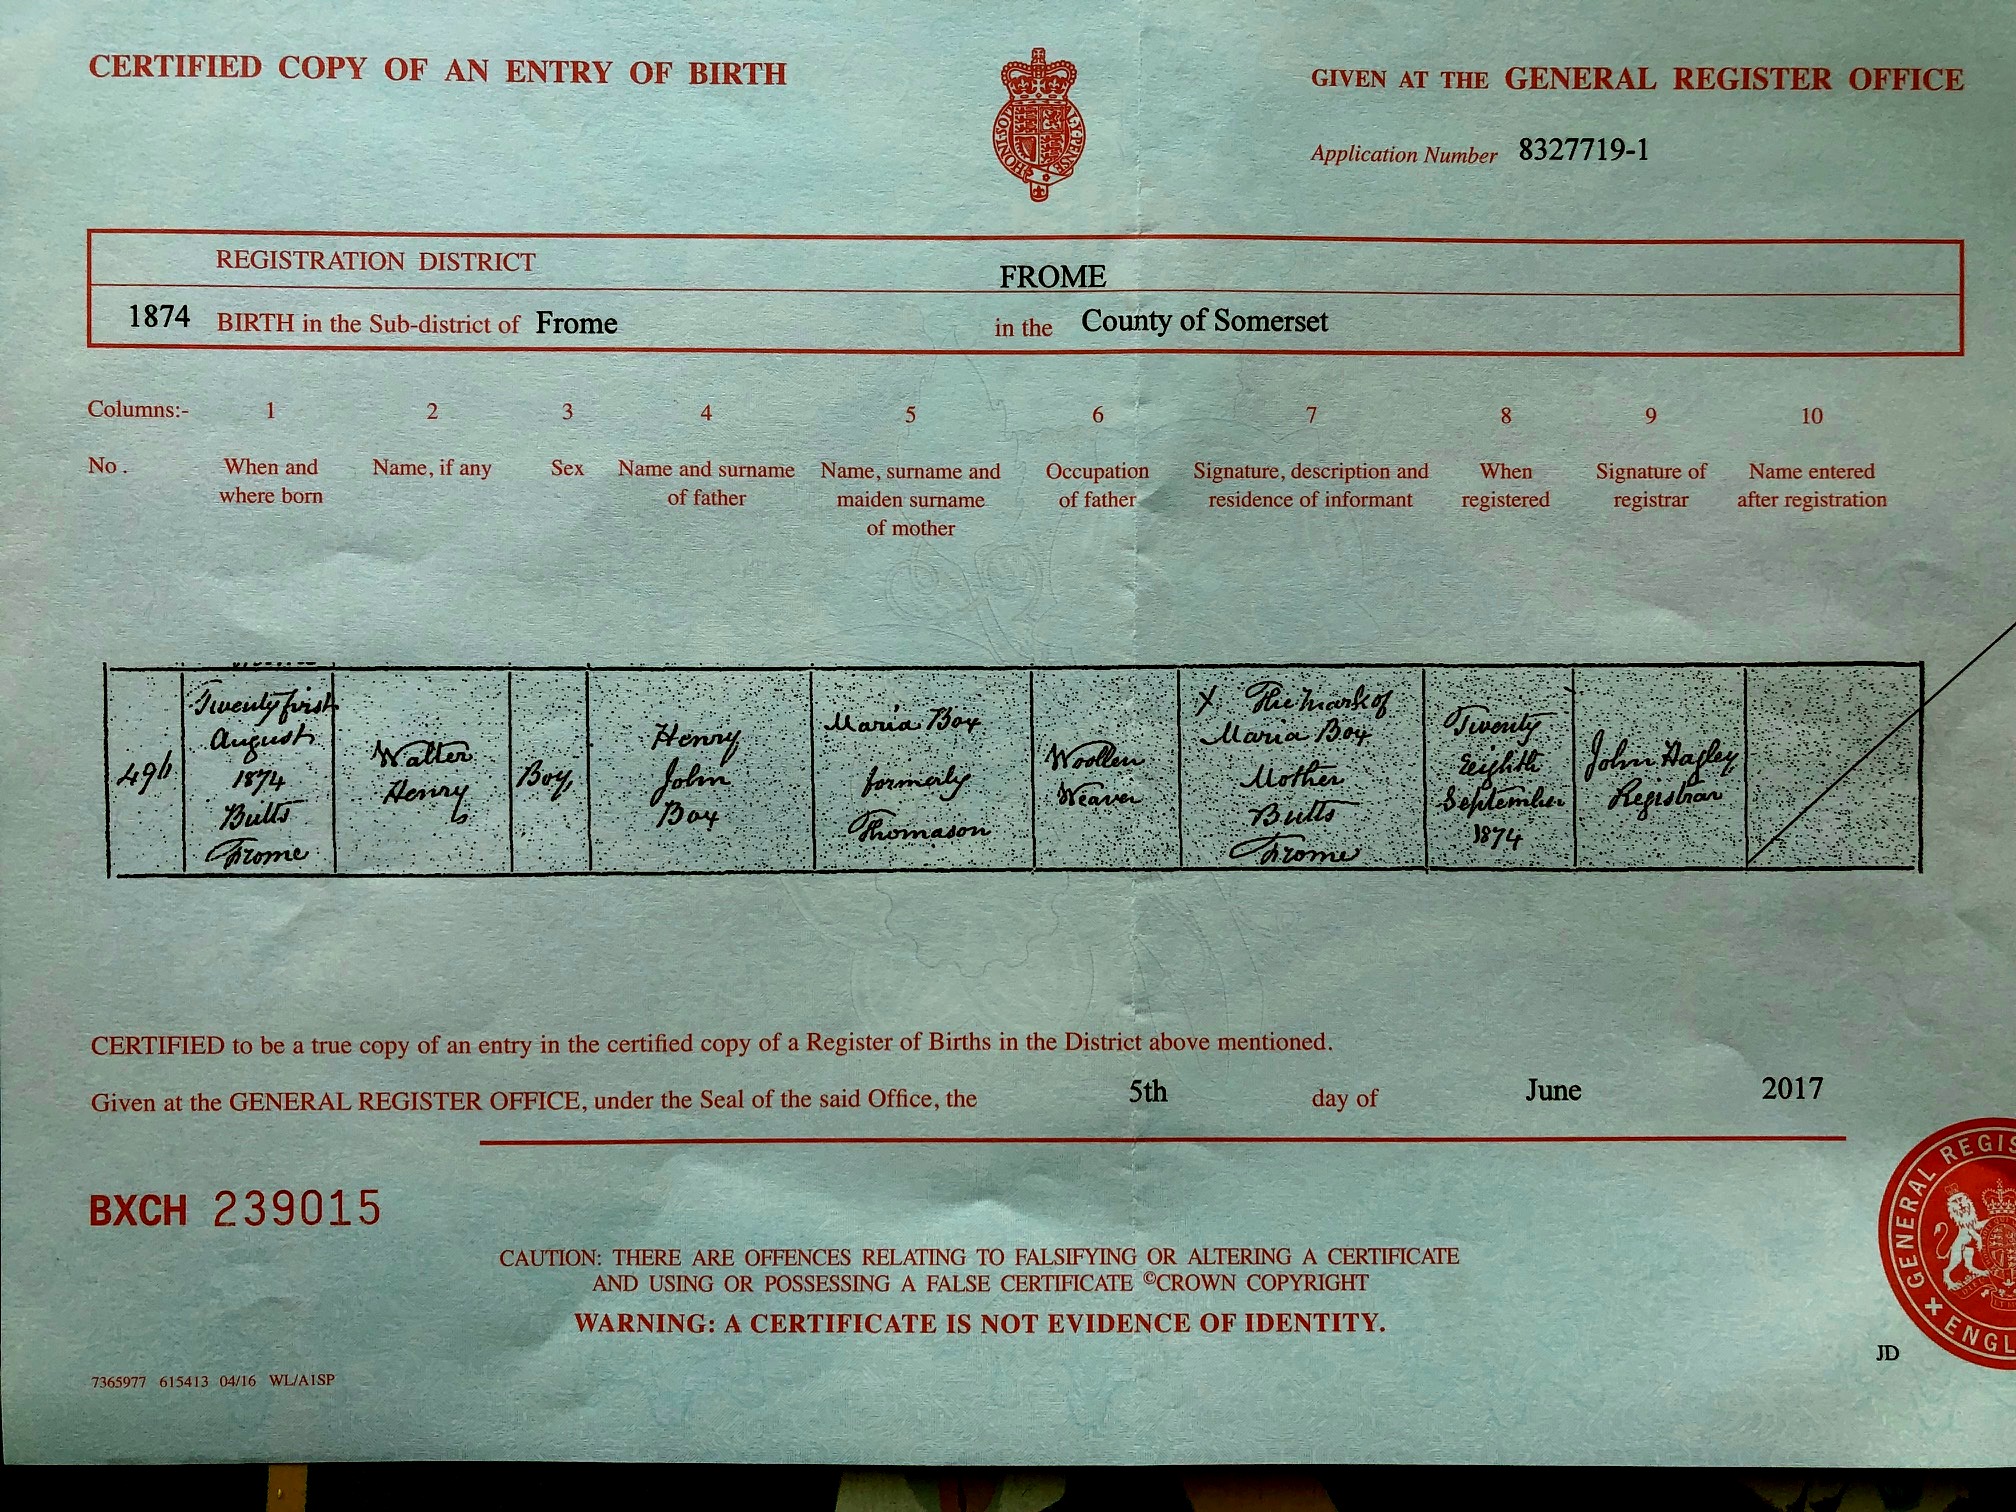 CERTIFIED COPY OF AN ENTRY OF BIRTH
GIVEN AT THE GENERAL REGISTER OFFICE
Application Number 8327719-1
REGISTRATION DISTRICT
FROME
1874 BIRTH in the Sub-district of Frome in the County of Somerset
Columns:- 1 2 3 4 5 6 7 8 9 10
No.
When and
where born
Name, if any
Sex
Name and surname
of father
Name, surname and
maiden surname
of mother
Occupation
of father
Signature, description and
residence of informant
When
registered
Signature of
registrar
Name entered
after registration
496
Twenty first
August
1874
Butts
Frome
Walter
Henry
Boy
Henry
John
Box
Maria Box
formerly
Thomason
Woollen
Weaver
X The mark of
Maria Box
Mother
Butts
Frome
Twenty
Eighth
September
1874
John Hagley
Registrar
CERTIFIED to be a true copy of an entry in the certified copy of a Register of Births in the District above mentioned.
Given at the GENERAL REGISTER OFFICE, under the Seal of the said Office, the 5th day of June 2017
BXCH 239015
CAUTION: THERE ARE OFFENCES RELATING TO FALSIFYING OR ALTERING A CERTIFICATE
AND USING OR POSSESSING A FALSE CERTIFICATE ©CROWN COPYRIGHT
WARNING: A CERTIFICATE IS NOT EVIDENCE OF IDENTITY.
GENERAL REGIS
ENGL
JD
7365977 615413 04/16 WL/A1SP